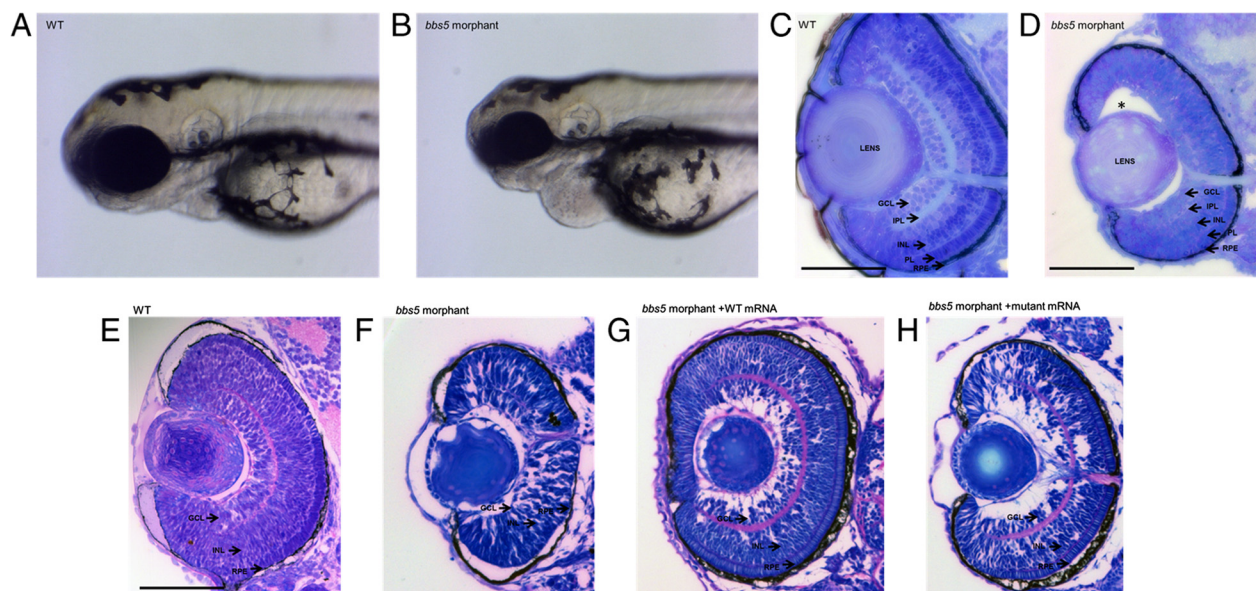 A
WT
B
bbs5 morphant
C
WT
LENS
GCL
IPL
INL
PL
RPE
D
bbs5 morphant
*
LENS
GCL
IPL
INL
PL
RPE
E
WT
GCL
INL
RPE
F
bbs5 morphant
GCL
INL
RPE
G
bbs5 morphant +WT mRNA
GCL
INL
RPE
H
bbs5 morphant +mutant mRNA
GCL
INL
RPE